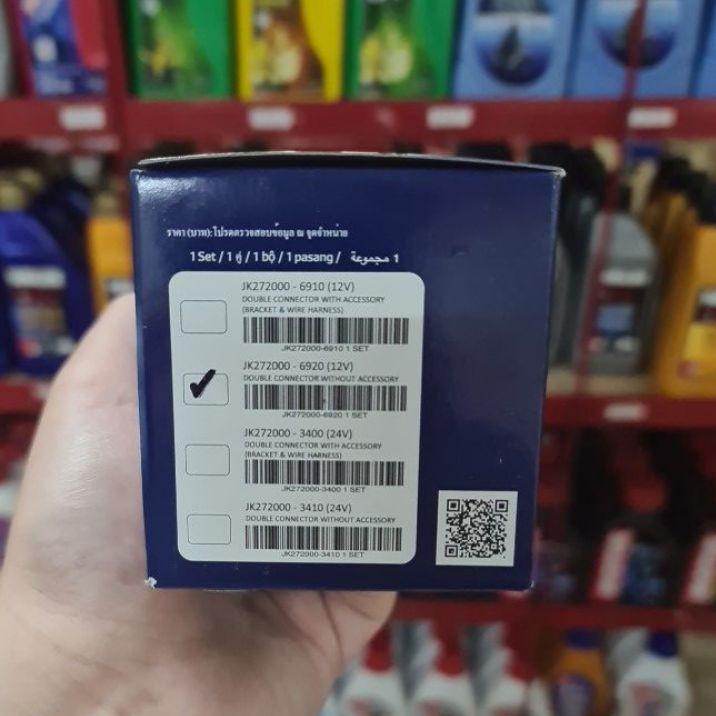 ราคา (บาท): โปรดตรวจสอบข้อมูล ณ จุดจำหน่าย
1 Set / 1 คู่ / 1 bộ / 1 pasang / 1 مجموعة
JK272000 - 6910 (12V)
DOUBLE CONNECTOR WITH ACCESSORY
(BRACKET & WIRE HARNESS)
JK272000-6910 1 SET
JK272000 - 6920 (12V)
DOUBLE CONNECTOR WITHOUT ACCESSORY
JK272000-6920 1 SET
JK272000 - 3400 (24V)
DOUBLE CONNECTOR WITH ACCESSORY
(BRACKET & WIRE HARNESS)
JK272000-3400 1 SET
JK272000 - 3410 (24V)
DOUBLE CONNECTOR WITHOUT ACCESSORY
JK272000-3410 1 SET